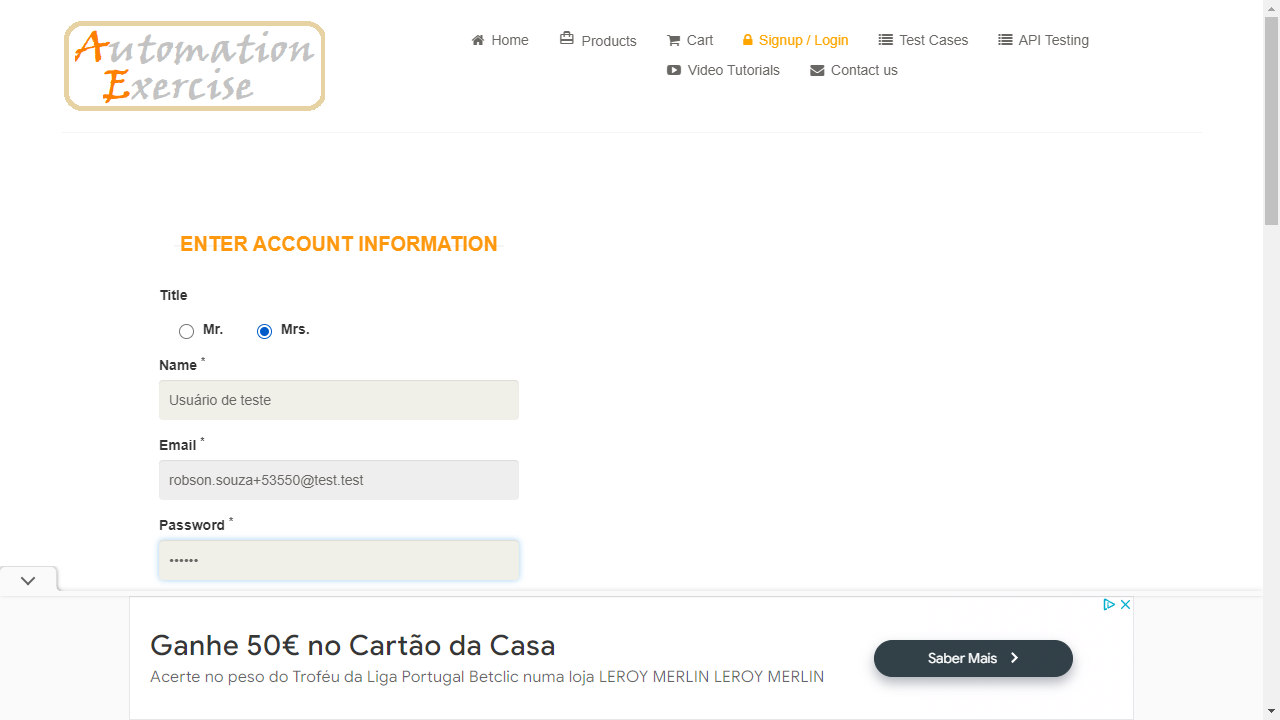 Automation
Exercise
Home
Products
Cart
Signup / Login
Test Cases
API Testing
Video Tutorials
Contact us
ENTER ACCOUNT INFORMATION
Title
Mr.
Mrs.
Name *
Usuário de teste
Email *
robson.souza+53550@test.test
Password *
••••••
Ganhe 50€ no Cartão da Casa
Acerte no peso do Troféu da Liga Portugal Betclic numa loja LEROY MERLIN LEROY MERLIN
Saber Mais